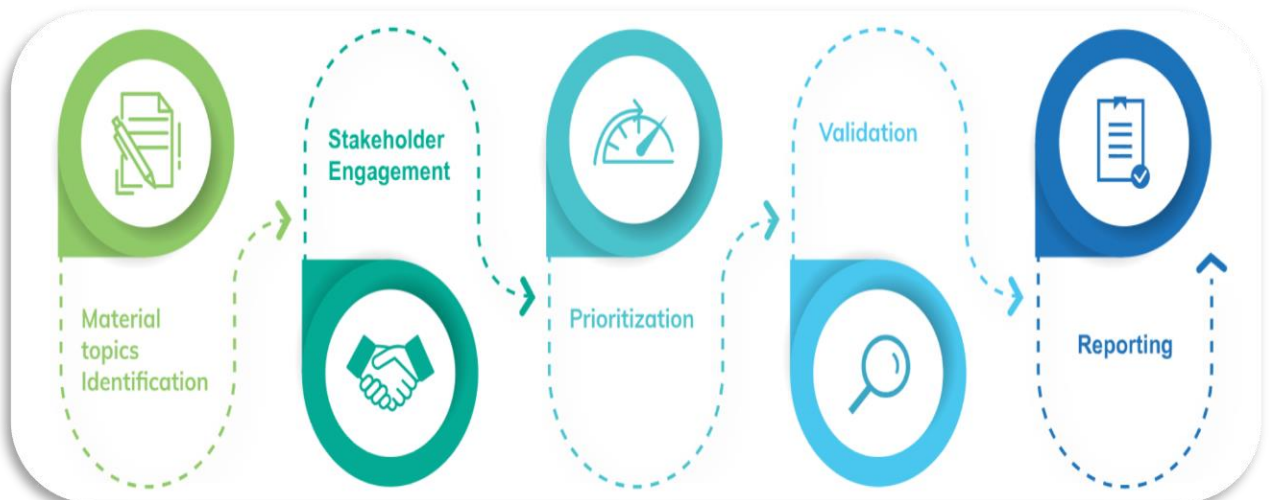 Material
topics
Identification
Stakeholder
Engagement
Prioritization
Validation
Reporting